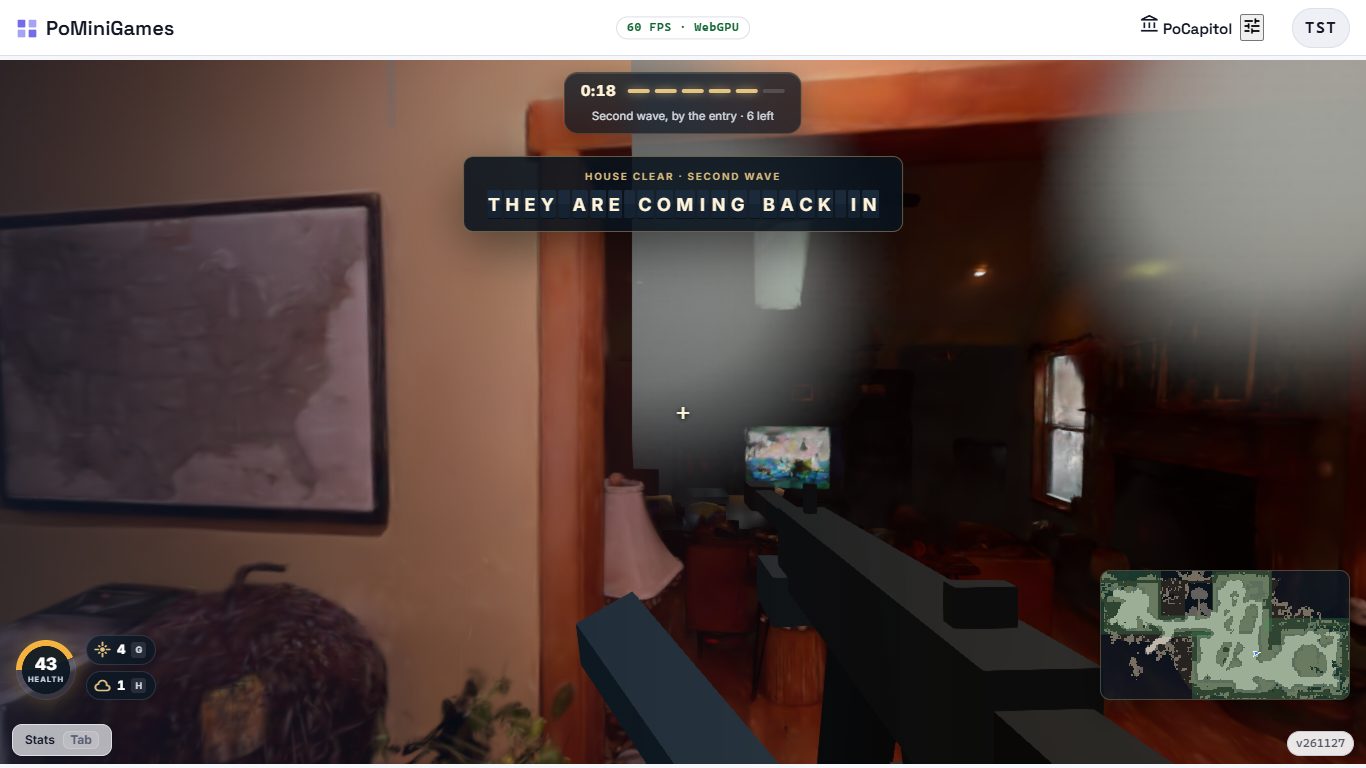 PoMiniGames
60 FPS · WebGPU
PoCapitol
TST
0:18
Second wave, by the entry · 6 left
HOUSE CLEAR · SECOND WAVE
THEY ARE COMING BACK IN
43
HEALTH
4 G
1 H
Stats Tab
v261127